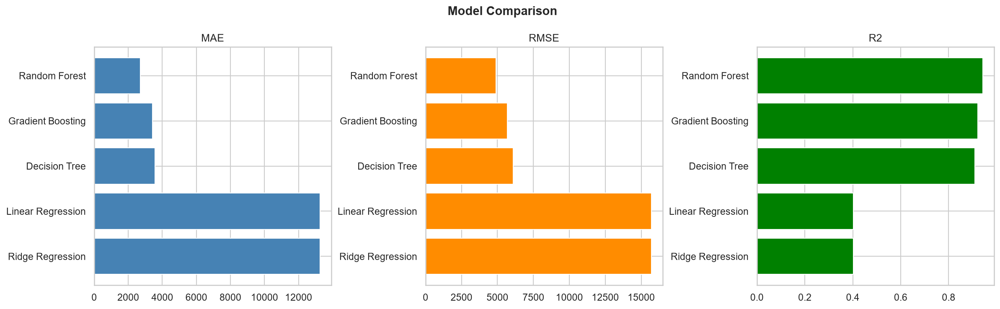 Model Comparison
MAE
Random Forest
Gradient Boosting
Decision Tree
Linear Regression
Ridge Regression
0 2000 4000 6000 8000 10000 12000
RMSE
Random Forest
Gradient Boosting
Decision Tree
Linear Regression
Ridge Regression
0 2500 5000 7500 10000 12500 15000
R2
Random Forest
Gradient Boosting
Decision Tree
Linear Regression
Ridge Regression
0.0 0.2 0.4 0.6 0.8